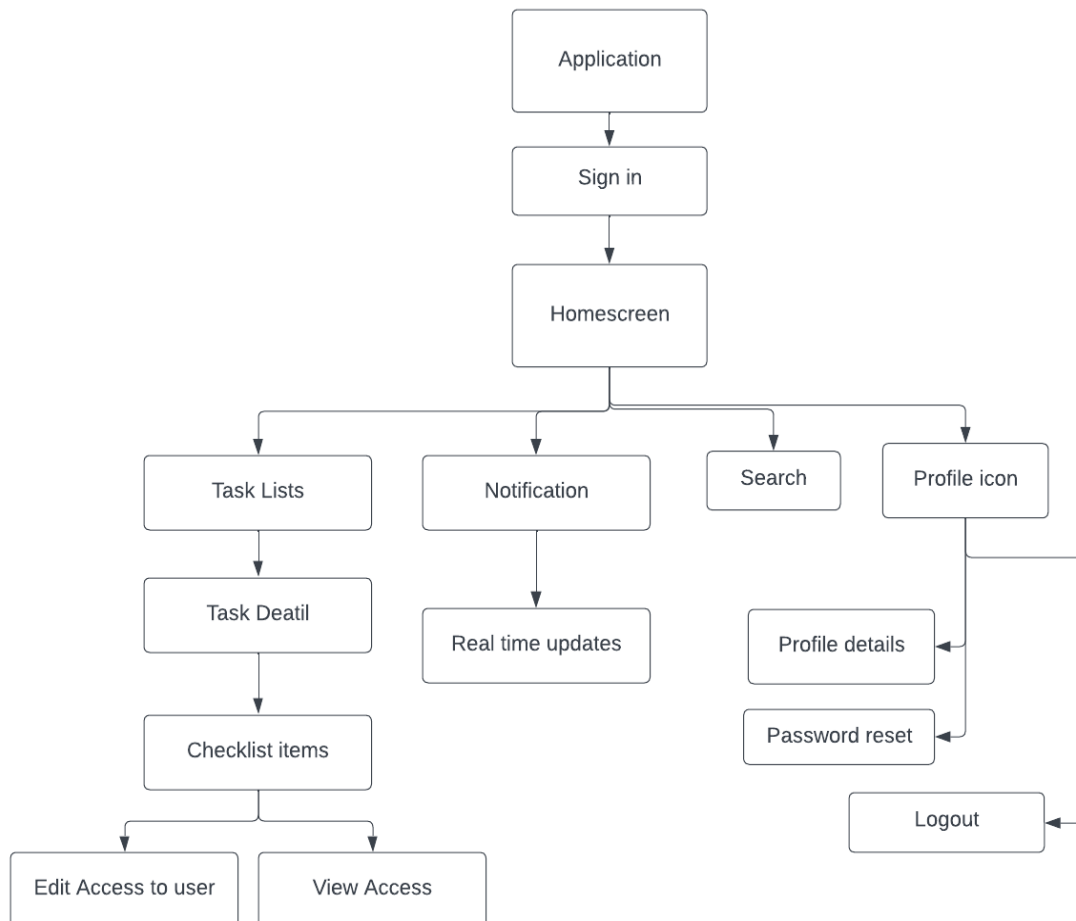 Application
Sign in
Homescreen
Task Lists
Notification
Search
Profile icon
Task Deatil
Real time updates
Profile details
Checklist items
Password reset
Logout
Edit Access to user
View Access